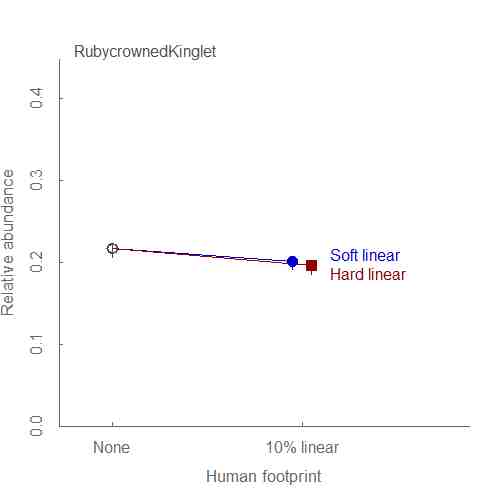 RubycrownedKinglet
Relative abundance
0.4
0.3
0.2
0.1
0.0
Soft linear
Hard linear
None
10% linear
Human footprint